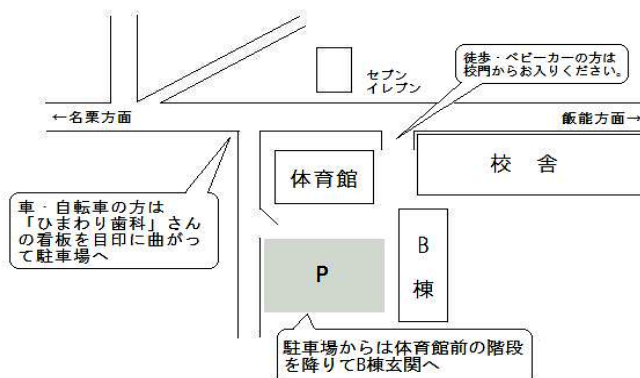 徒歩・ベビーカーの方は
校門からお入りください。
セブン
イレブン
←名栗方面
飯能方面→
体育館
校 舎
車・自転車の方は
「ひまわり歯科」さん
の看板を目印に曲がっ
て駐車場へ
B
棟
P
駐車場からは体育館前の階段
を降りてB棟玄関へ